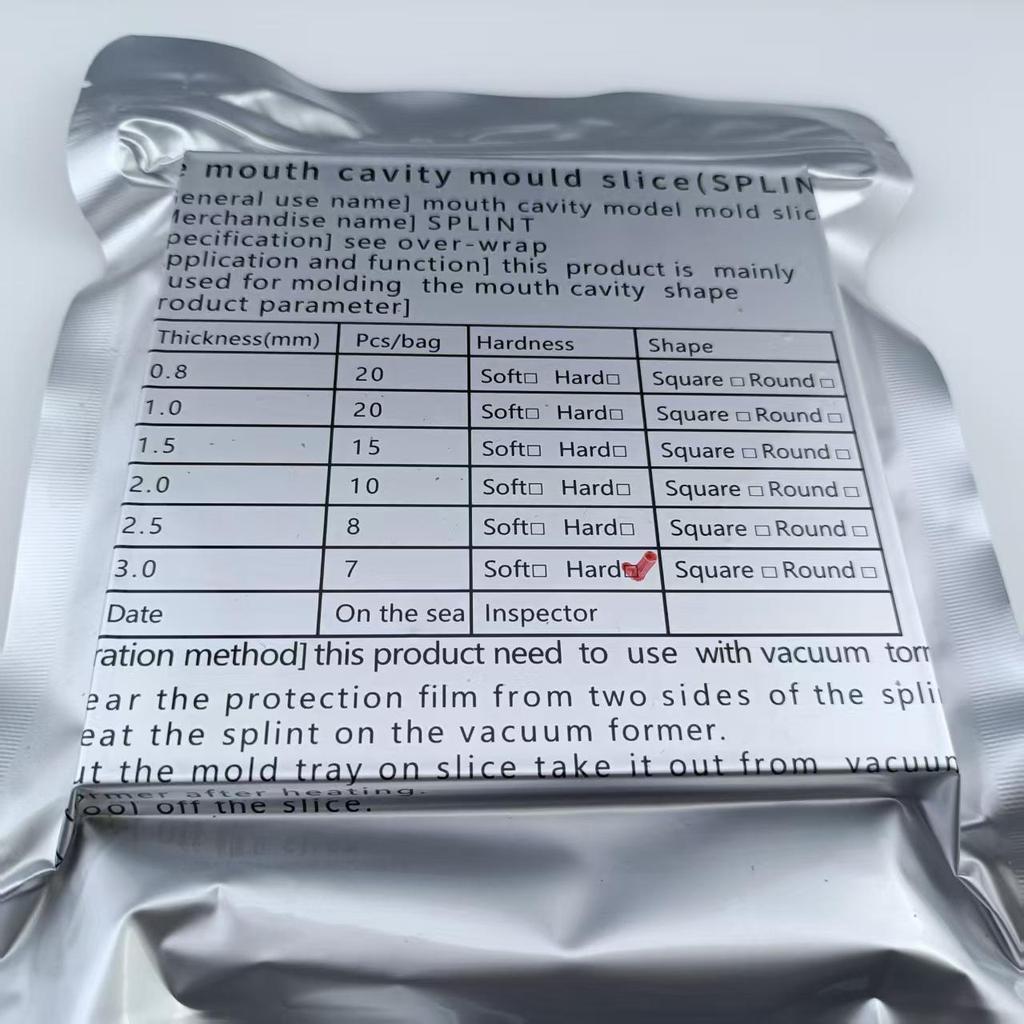 mouth cavity mould slice(SPLIN
eneral use name] mouth cavity model mold slic
lerchandise name] SPLINT
pecification] see over-wrap
pplication and function] this product is mainly
used for molding the mouth cavity shape
roduct parameter]
Thickness(mm) Pcs/bag Hardness Shape
0.8 20 Soft□ Hard□ Square □ Round □
1.0 20 Soft□ Hard□ Square □ Round □
1.5 15 Soft□ Hard□ Square □ Round □
2.0 10 Soft□ Hard□ Square □ Round □
2.5 8 Soft□ Hard□ Square □ Round □
3.0 7 Soft□ Hard☑ Square □ Round □
Date On the sea Inspector
ration method] this product need to use with vacuum torr
ear the protection film from two sides of the spli
eat the splint on the vacuum former.
ut the mold tray on slice take it out from vacuum
ormer after heating.
ool off the slice.